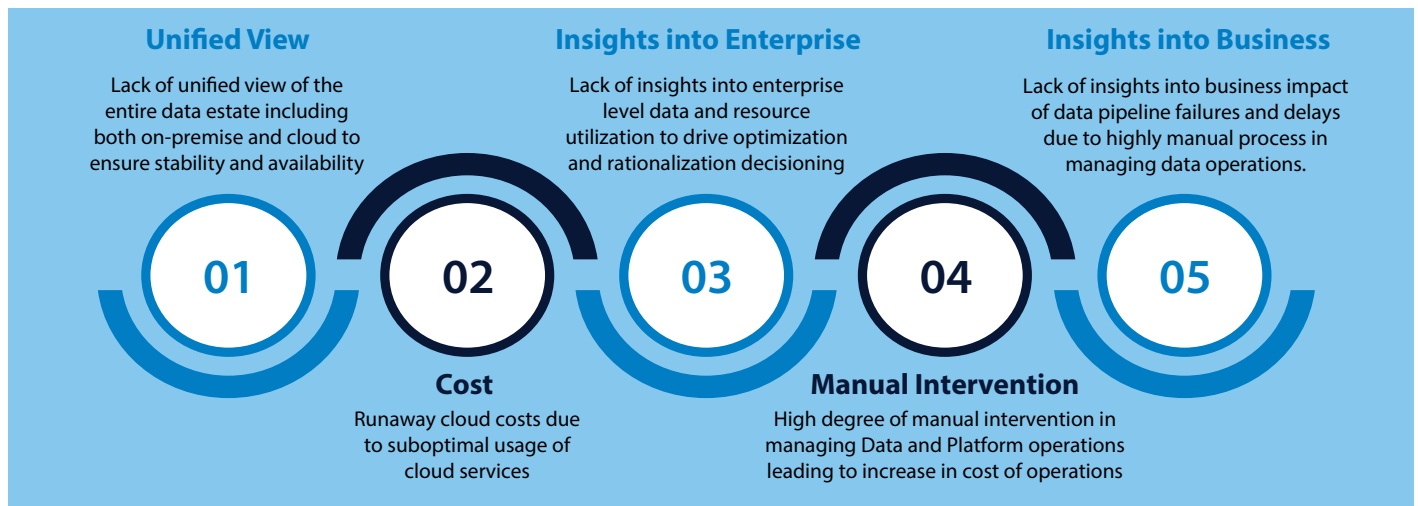 Unified View
Lack of unified view of the
entire data estate including
both on-premise and cloud to
ensure stability and availability
01
02
Cost
Runaway cloud costs due
to suboptimal usage of
cloud services
Insights into Enterprise
Lack of insights into enterprise
level data and resource
utilization to drive optimization
and rationalization decisioning
03
04
Manual Intervention
High degree of manual intervention in
managing Data and Platform operations
leading to increase in cost of operations
Insights into Business
Lack of insights into business impact
of data pipeline failures and delays
due to highly manual process in
managing data operations.
05